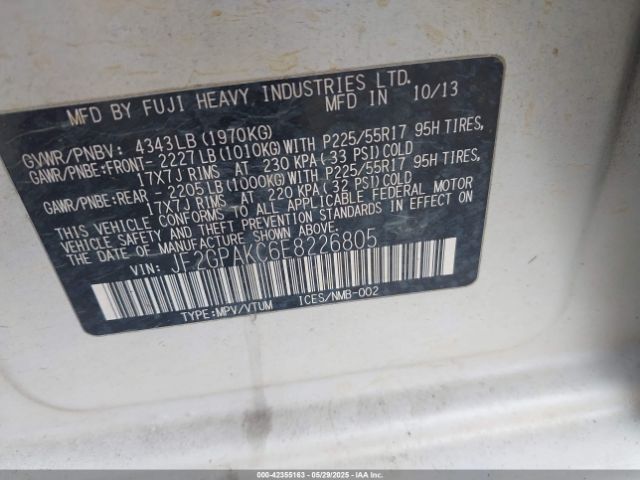 MFD BY FUJI HEAVY INDUSTRIES LTD.
MFD IN 10/13
GVWR/PNBV: 4343LB (1970KG)
GAWR/PNBE:FRONT- 2227LB(1010KG)WITH P225/55R17 95H TIRES,
17X7J RIMS AT 230 KPA(33 PSI)COLD
GAWR/PNBE:REAR - 2205LB(1000KG)WITH P225/55R17 95H TIRES,
17X7J RIMS AT 220 KPA(32 PSI)COLD
THIS VEHICLE CONFORMS TO ALL APPLICABLE FEDERAL MOTOR
VEHICLE SAFETY AND THEFT PREVENTION STANDARDS IN EFFECT ON
THE DATE OF MANUFACTURE SHOWN ABOVE.
VIN: JF2GPAKC6E8226805
TYPE:MPV/VTUM ICES/NMB-002
000-42355163 - 05/29/2025 - IAAI.COM